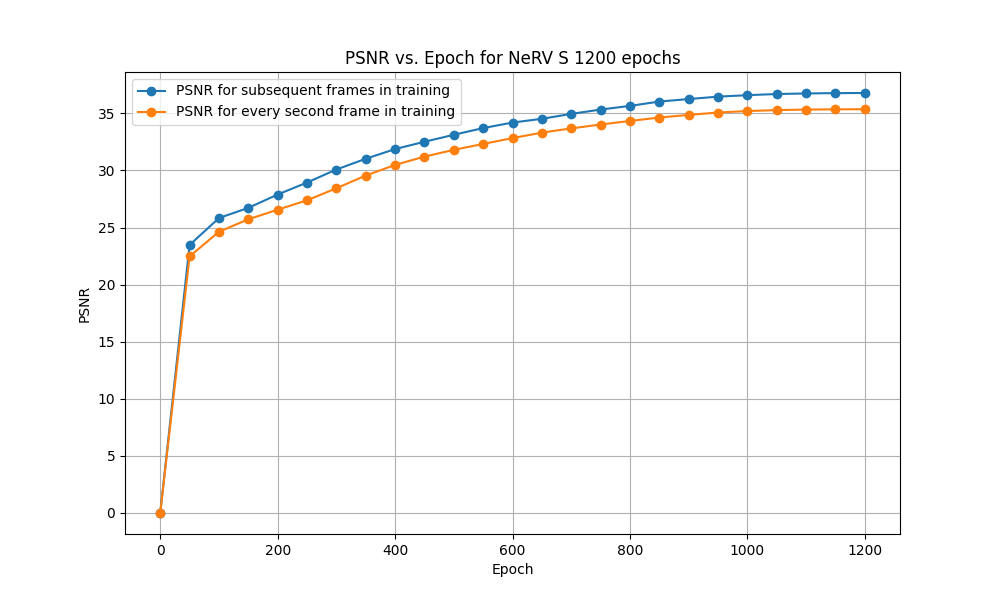 PSNR vs. Epoch for NeRV S 1200 epochs
PSNR for subsequent frames in training
PSNR for every second frame in training
35
30
25
20
15
10
5
0
PSNR
0 200 400 600 800 1000 1200
Epoch